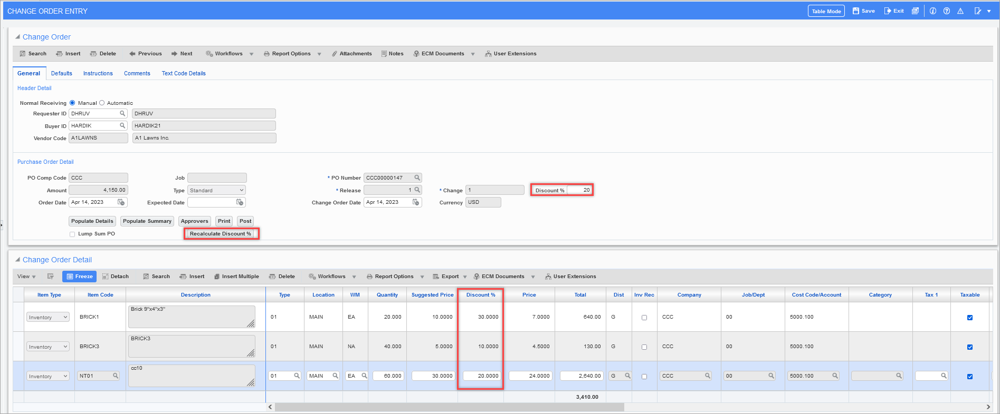 CHANGE ORDER ENTRY Table Mode Save Exit
Change Order
Search Insert Delete Previous Next Workflows Report Options Attachments Notes ECM Documents User Extensions
General Defaults Instructions Comments Text Code Details
Header Detail
Normal Receiving Manual Automatic
Requester ID DHRUV DHRUV
Buyer ID HARDIK HARDIK21
Vendor Code A1LAWNS A1 Lawns Inc.
Purchase Order Detail
PO Comp Code CCC Job * PO Number CCC00000147
Amount 4,150.00 Type Standard * Release 1 * Change 1 Discount % 20
Order Date Apr 14, 2023 Expected Date Change Order Date Apr 14, 2023 Currency USD
Populate Details Populate Summary Approvers Print Post
Lump Sum PO Recalculate Discount %
Change Order Detail
View Freeze Detach Search Insert Insert Multiple Delete Workflows Report Options Export ECM Documents User Extensions
Item Type Item Code Description Type Location WM Quantity Suggested Price Discount % Price Total Dist Inv Rec Company Job/Dept Cost Code/Account Category Tax 1 Taxable
Inventory BRICK1 Brick 9"x4"x3" 01 MAIN EA 20.000 10.0000 30.0000 7.0000 640.00 G CCC 00 5000.100
Inventory BRICK3 BRICK3 01 MAIN NA 40.000 5.0000 10.0000 4.5000 130.00 G CCC 00 5000.100
Inventory NT01 cc10 01 MAIN EA 60.000 30.0000 20.0000 24.0000 2,640.00 G CCC 00 5000.100
3,410.00